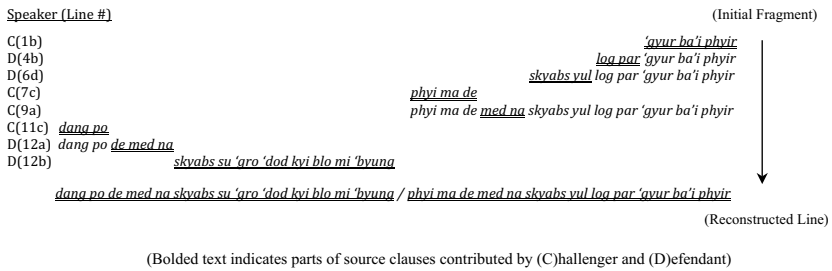 Speaker (Line #) (Initial Fragment)
C(1b) ‘gyur ba’i phyir
D(4b) log par ‘gyur ba’i phyir
D(6d) skyabs yul log par ‘gyur ba’i phyir
C(7c) phyi ma de
C(9a) phyi ma de med na skyabs yul log par ‘gyur ba’i phyir
C(11c) dang po
D(12a) dang po de med na
D(12b) skyabs su ‘gro ‘dod kyi blo mi ‘byung
dang po de med na skyabs su ‘gro ‘dod kyi blo mi ‘byung / phyi ma de med na skyabs yul log par ‘gyur ba’i phyir
(Reconstructed Line)
(Bolded text indicates parts of source clauses contributed by (C)hallenger and (D)efendant)